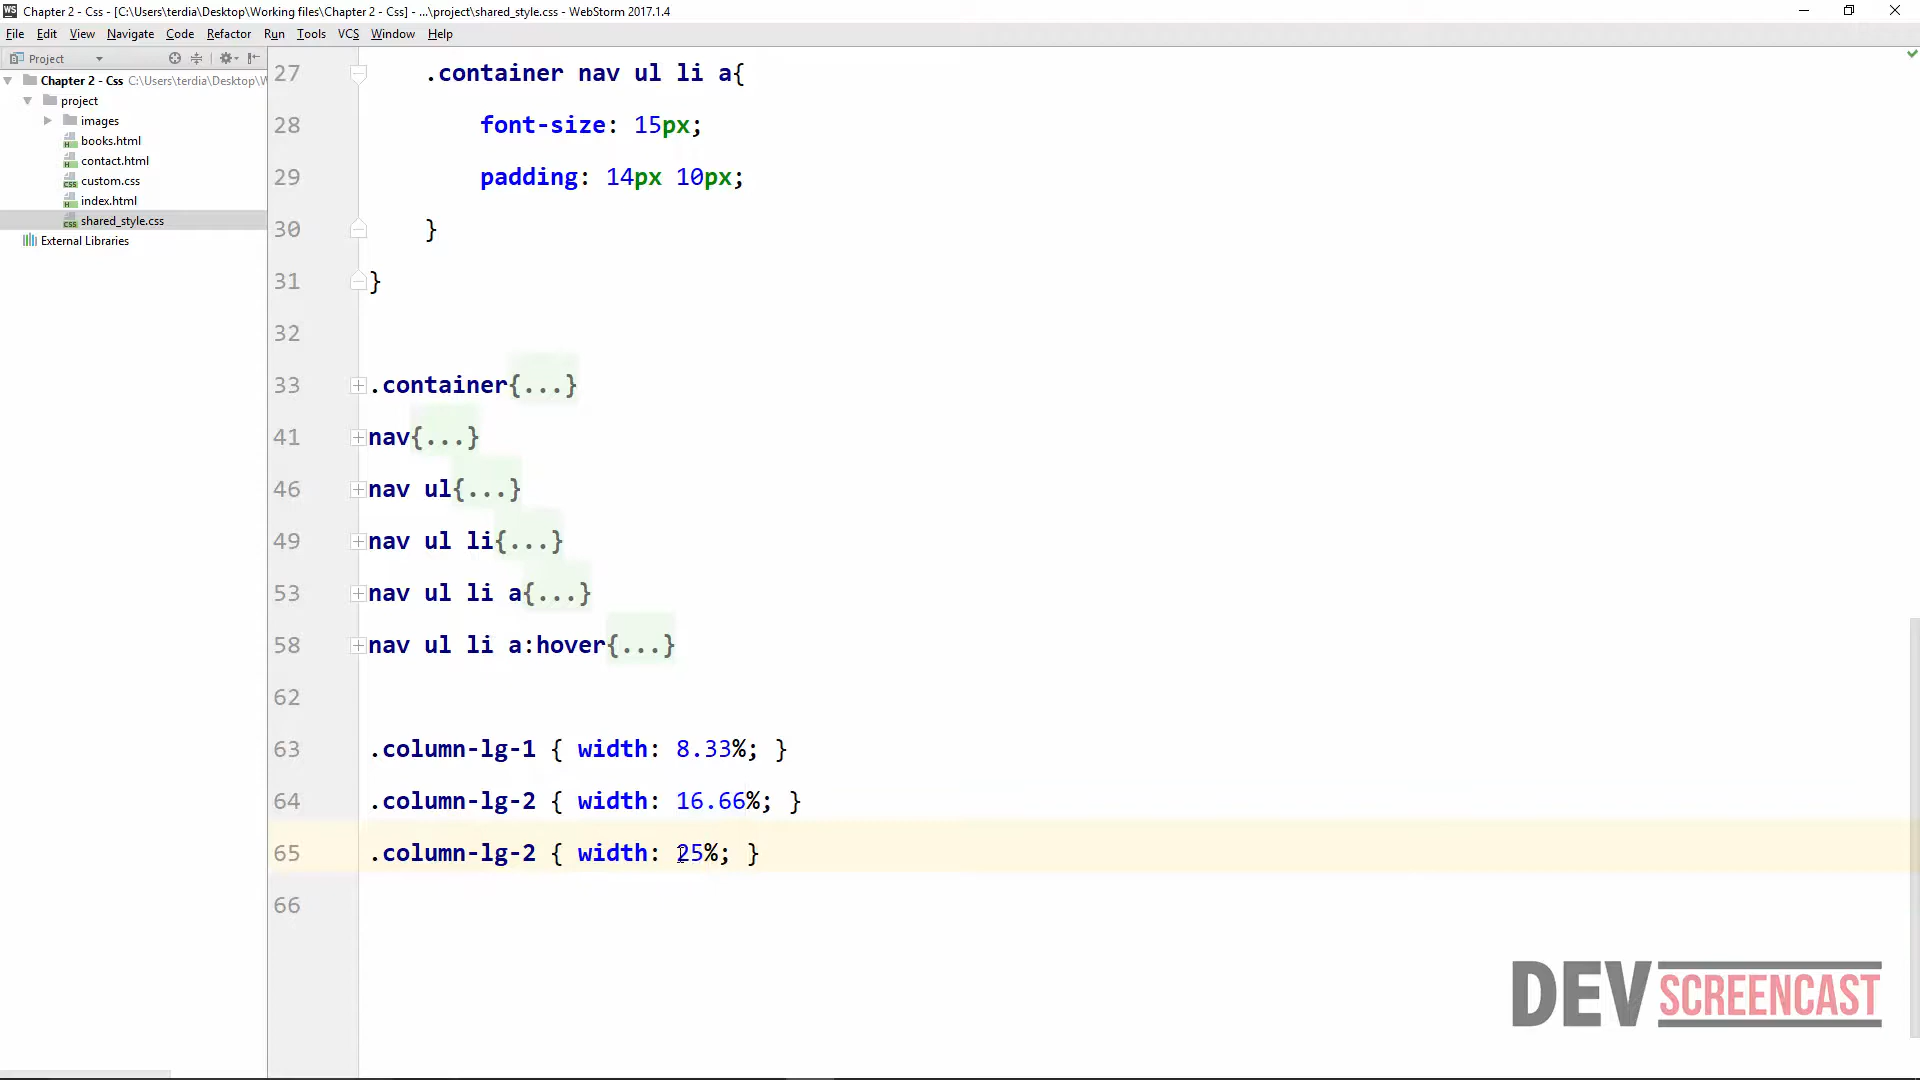 WS Chapter 2 - Css - [C:\Users\terdia\Desktop\Working files\Chapter 2 - Css] - ...\project\shared_style.css - WebStorm 2017.1.4
File Edit View Navigate Code Refactor Run Tools VCS Window Help
Project
Chapter 2 - Css C:\Users\terdia\Desktop\W
project
images
books.html
contact.html
custom.css
index.html
shared_style.css
External Libraries
27 .container nav ul li a{
28 font-size: 15px;
29 padding: 14px 10px;
30 }
31 }
32
33 .container{...}
41 nav{...}
46 nav ul{...}
49 nav ul li{...}
53 nav ul li a{...}
58 nav ul li a:hover{...}
62
63 .column-lg-1 { width: 8.33%; }
64 .column-lg-2 { width: 16.66%; }
65 .column-lg-2 { width: 25%; }
66
DEVSCREENCAST